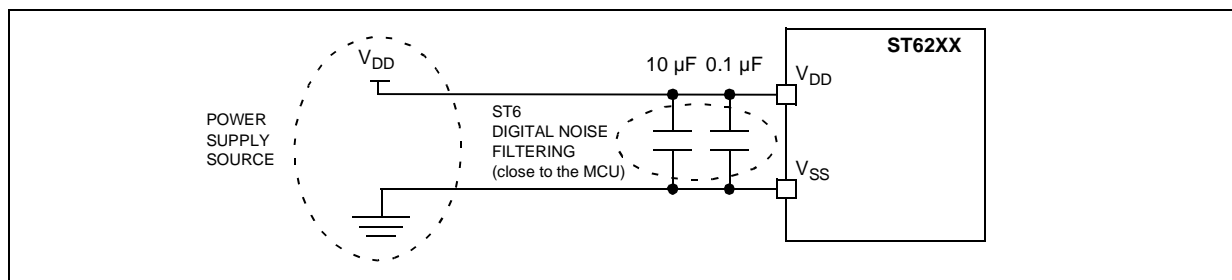 ST62XX
V_DD
10 µF 0.1 µF
V_DD
POWER
SUPPLY
SOURCE
ST6
DIGITAL NOISE
FILTERING
(close to the MCU)
V_SS